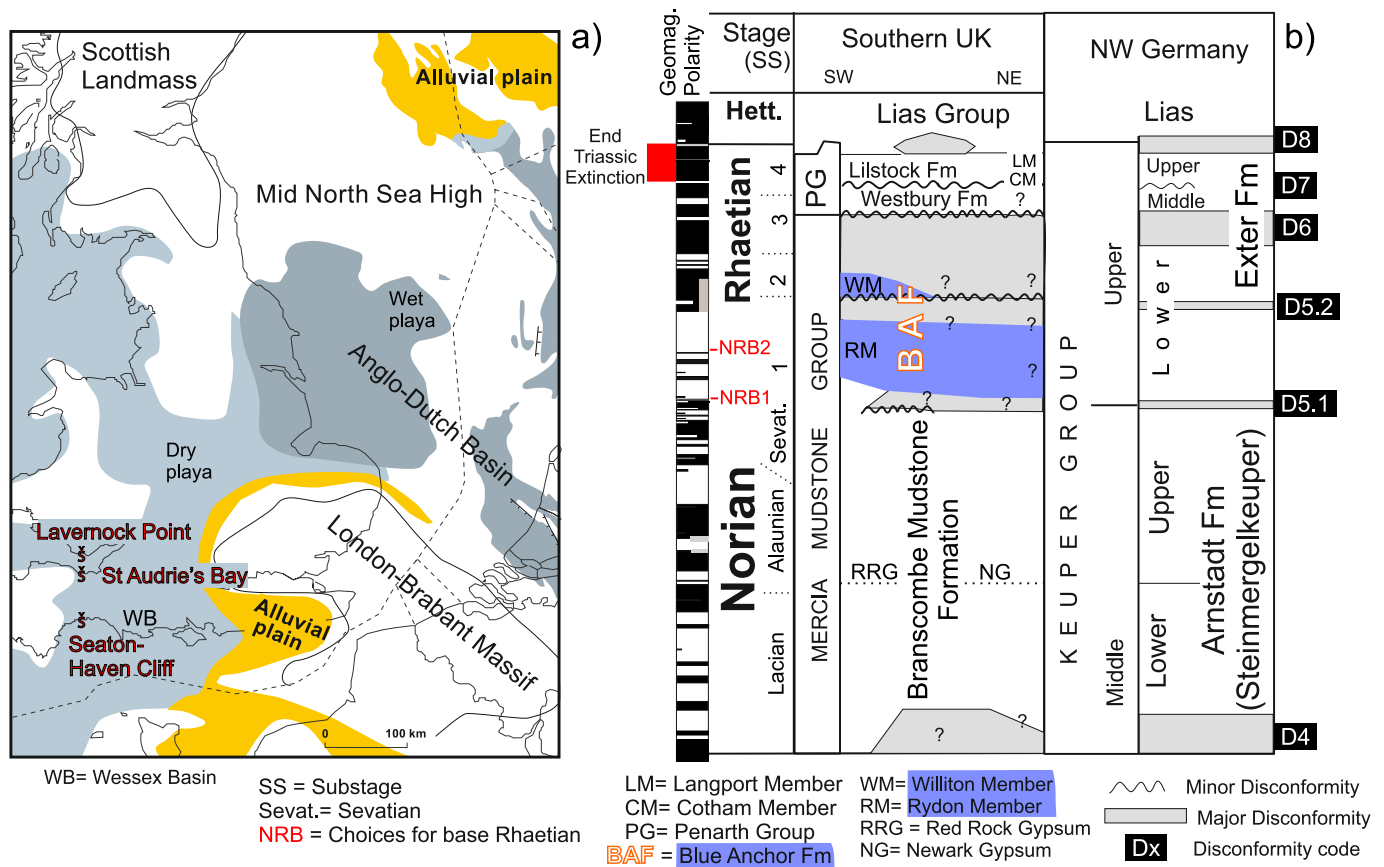 a)
Scottish
Landmass
Alluvial plain
Mid North Sea High
Wet
playa
Anglo-Dutch Basin
Dry
playa
Lavernock Point
S
S
St Audrie's Bay
S
WB
Seaton-
Haven Cliff
Alluvial
plain
London-Brabant Massif
0 100 km
WB= Wessex Basin
SS = Substage
Sevat.= Sevatian
NRB = Choices for base Rhaetian
b)
Geomag.
Polarity
Stage
(SS)
Southern UK
SW NE
NW Germany
End
Triassic
Extinction
Hett.
Lias Group
Lias
Rhaetian
4
3
2
1
NRB2
NRB1
Norian
Sevat.
Alaunian
Lacian
PG
MERCIA MUDSTONE GROUP
Lilstock Fm
LM
CM
Westbury Fm ?
WM
? ?
BAF
? ?
RM
?
? ?
Branscombe Mudstone
Formation
RRG NG
?
?
KEUPER GROUP
Upper
Middle
Upper
Middle
Lower
Exter Fm
Upper
Lower
Arnstadt Fm
(Steinmergelkeuper)
D8
D7
D6
D5.2
D5.1
D4
LM= Langport Member
CM= Cotham Member
PG= Penarth Group
BAF = Blue Anchor Fm
WM= Williton Member
RM= Rydon Member
RRG = Red Rock Gypsum
NG= Newark Gypsum
Minor Disconformity
Major Disconformity
Dx Disconformity code